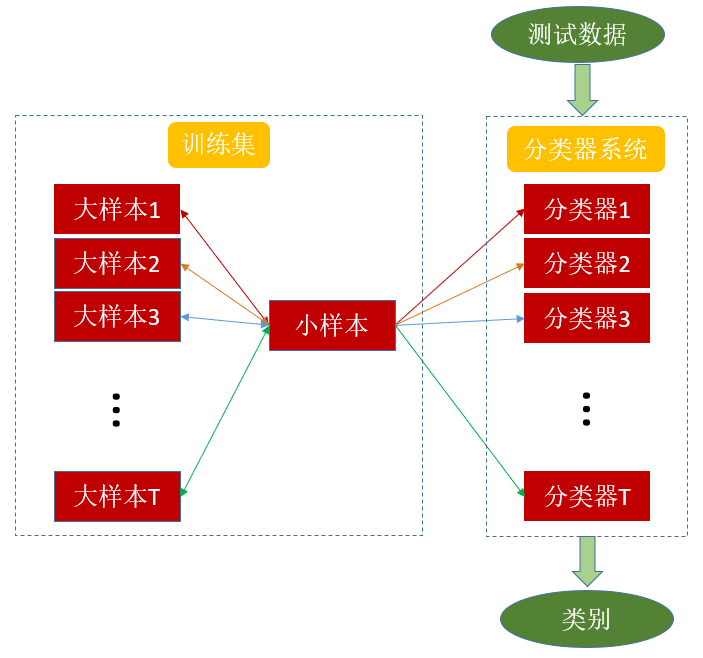 测试数据
训练集
大样本1
大样本2
大样本3
大样本T
小样本
分类器系统
分类器1
分类器2
分类器3
分类器T
类别